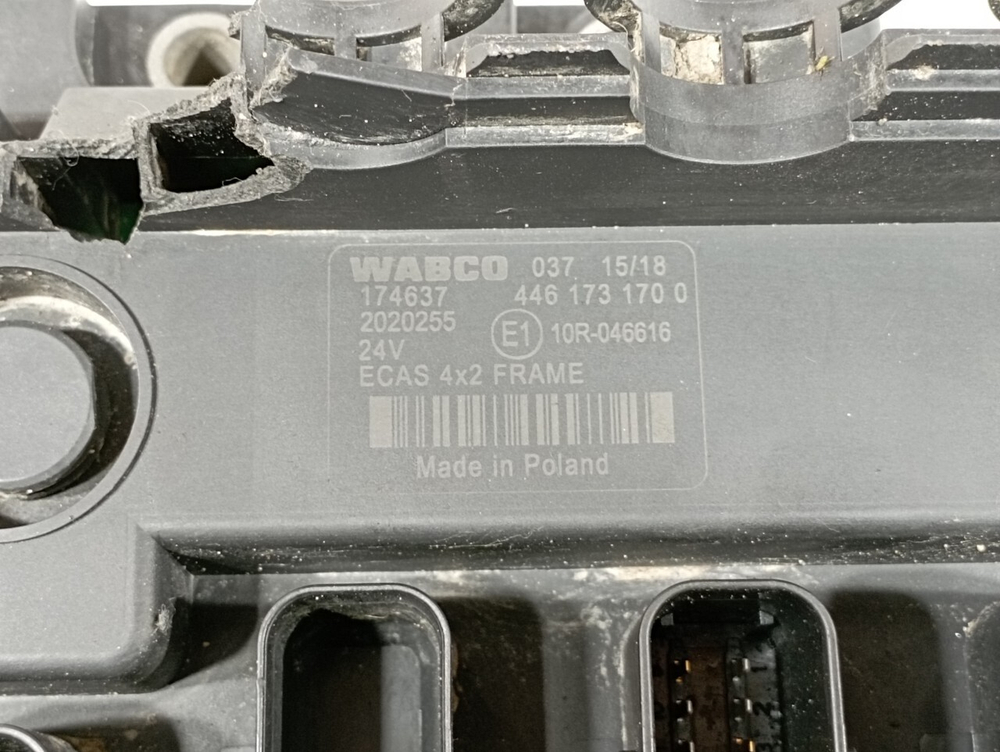 WABCO 037 15/18
174637 446 173 170 0
2020255 E1 10R-046616
24V
ECAS 4x2 FRAME
Made in Poland